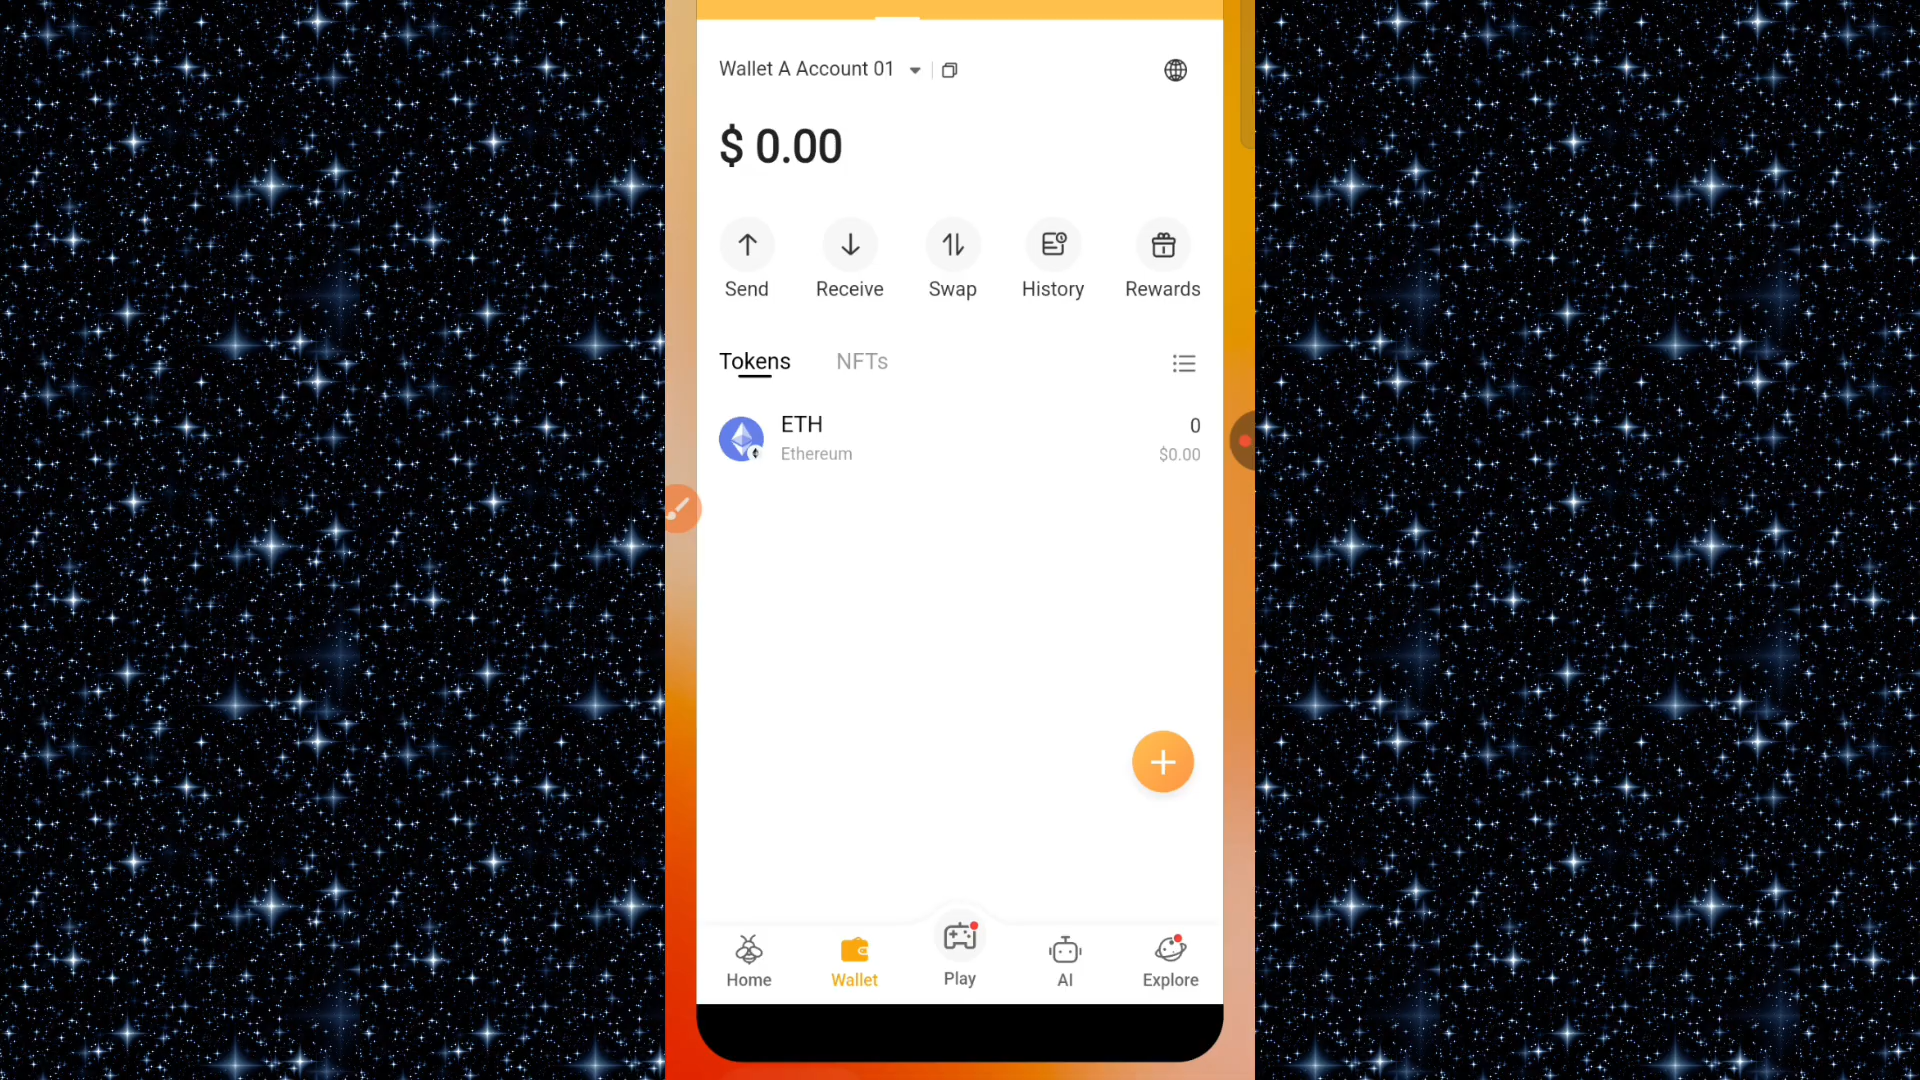 Wallet A Account 01
$ 0.00
Send Receive Swap History Rewards
Tokens NFTs
ETH 0
Ethereum $0.00
Home Wallet Play AI Explore